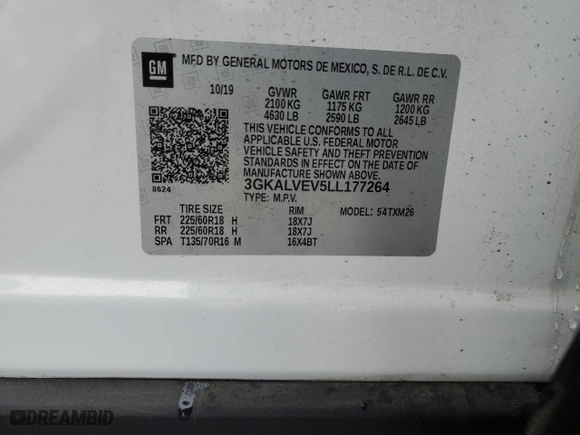 GM
MFD BY GENERAL MOTORS DE MEXICO, S. DE R.L. DE C.V.
10/19 GVWR GAWR FRT GAWR RR
2100 KG 1175 KG 1200 KG
4630 LB 2590 LB 2645 LB
THIS VEHICLE CONFORMS TO ALL
APPLICABLE U.S. FEDERAL MOTOR
VEHICLE SAFETY, BUMPER, AND THEFT
PREVENTION STANDARDS IN
EFFECT ON THE DATE OF
MANUFACTURE SHOWN ABOVE.
8624
3GKALVEV5LL177264
TYPE: M.P.V. MODEL: 54TXM26
TIRE SIZE RIM
FRT 225/60R18 H 18X7J
RR 225/60R18 H 18X7J
SPA T135/70R16 M 16X4BT
DREAMBID